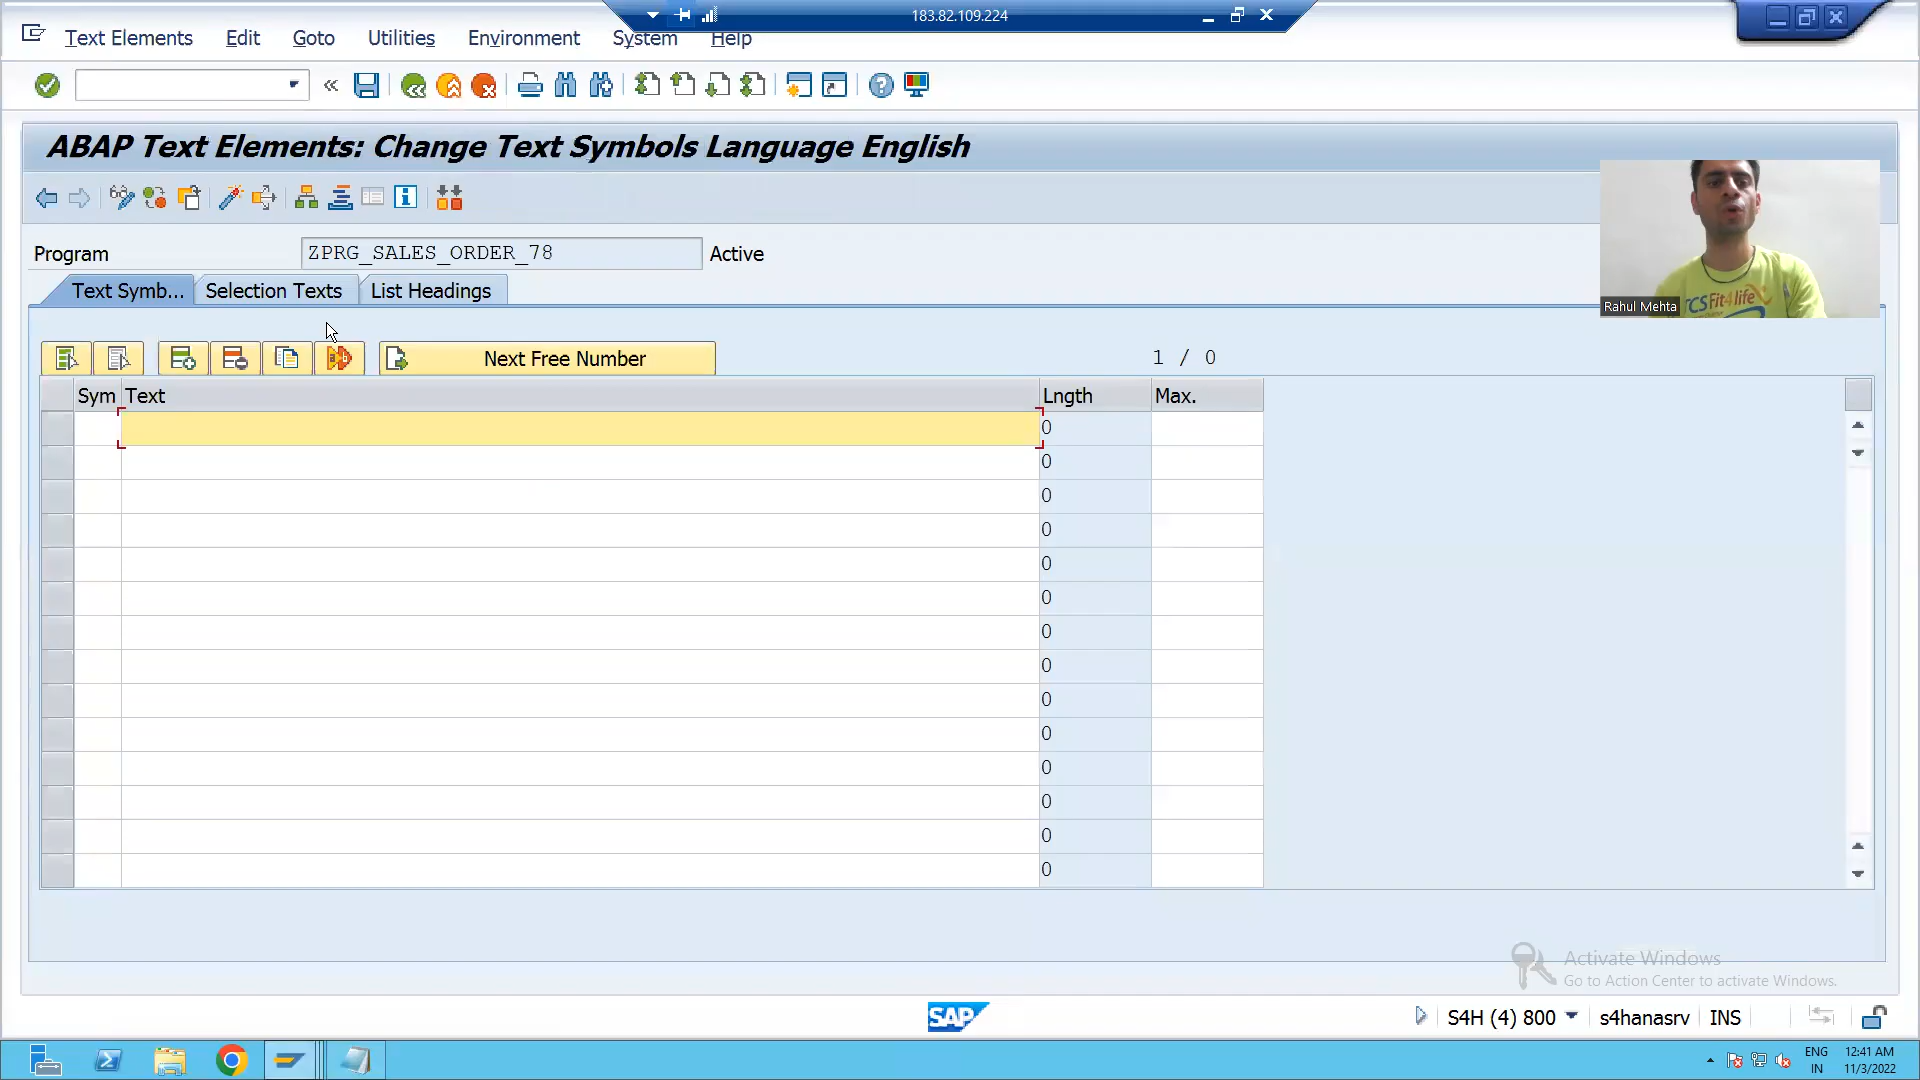 183.82.109.224
Text Elements Edit Goto Utilities Environment System Help
ABAP Text Elements: Change Text Symbols Language English
Program ZPRG_SALES_ORDER_78 Active
Text Symb... Selection Texts List Headings
Next Free Number 1 / 0
Sym Text Lngth Max.
0
0
0
0
0
0
0
0
0
0
0
0
0
0
Rahul Mehta
TCS Fit4life
Activate Windows
Go to Action Center to activate Windows.
SAP S4H (4) 800 s4hanasrv INS
ENG 12:41 AM
IN 11/3/2022